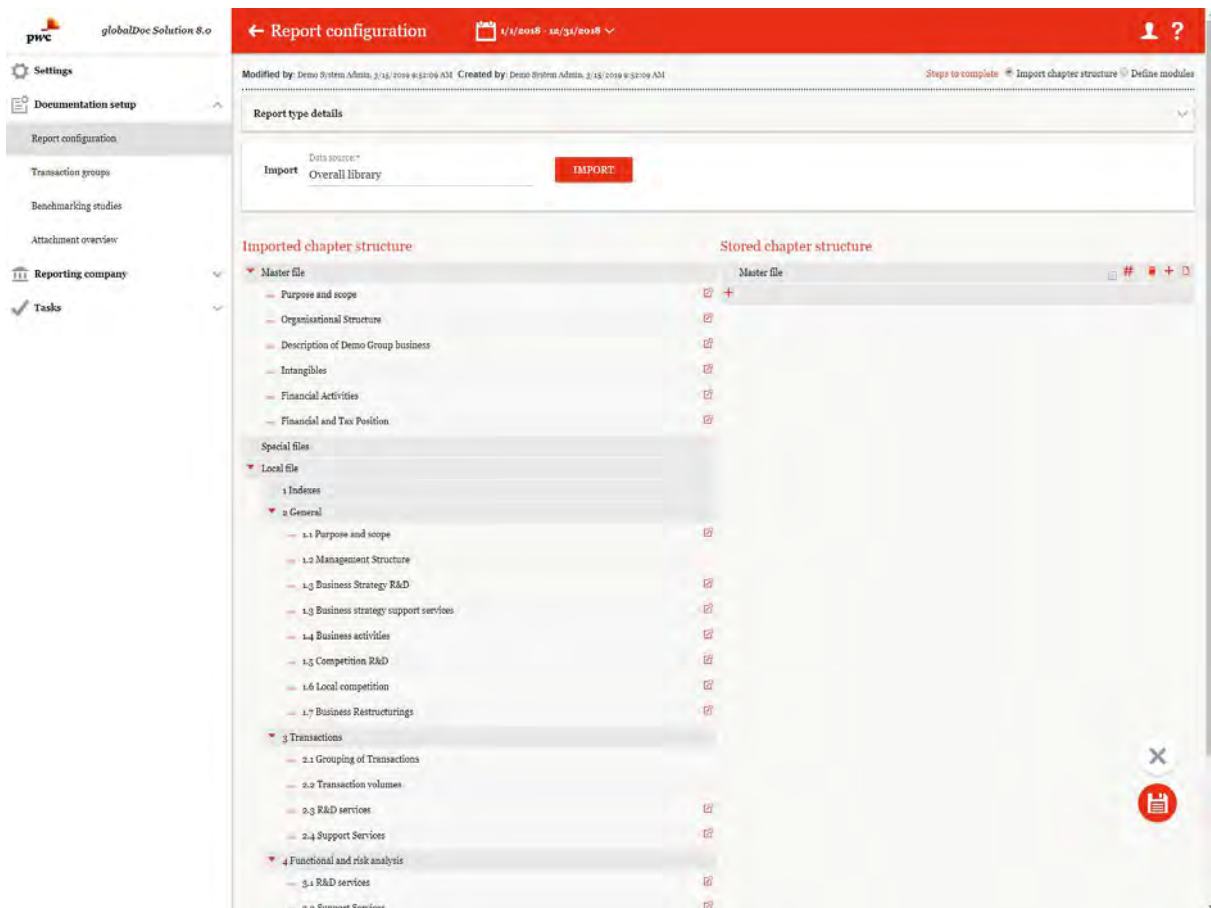 pwc
globalDoc Solution 8.0
← Report configuration
1/1/2018 - 12/31/2018
?
Settings
Documentation setup
Report configuration
Transaction groups
Benchmarking studies
Attachment overview
Reporting company
Tasks
Modified by: Demo System Admin, 3/15/2019 9:52:09 AM Created by: Demo System Admin, 3/15/2019 9:52:09 AM
Steps to complete Import chapter structure Define modules
Report type details
Import
Data source:*
Overall library
IMPORT
Imported chapter structure
Master file
Purpose and scope
Organisational Structure
Description of Demo Group business
Intangibles
Financial Activities
Financial and Tax Position
Special files
Local file
1 Indexes
2 General
1.1 Purpose and scope
1.2 Management Structure
1.3 Business Strategy R&D
1.3 Business strategy support services
1.4 Business activities
1.5 Competition R&D
1.6 Local competition
1.7 Business Restructurings
3 Transactions
2.1 Grouping of Transactions
2.2 Transaction volumes
2.3 R&D services
2.4 Support Services
4 Functional and risk analysis
3.1 R&D services
Support Services
Stored chapter structure
Master file
# +
+